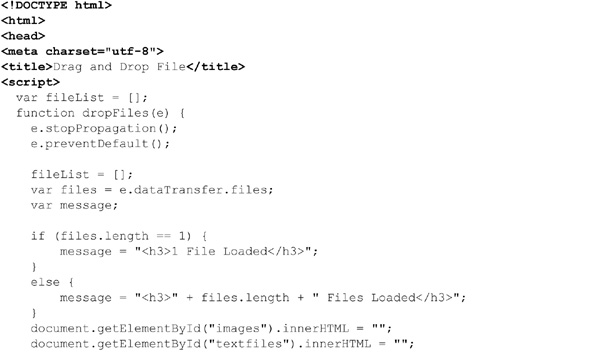 <!DOCTYPE html>
<html>
<head>
<meta charset="utf-8">
<title>Drag and Drop File</title>
<script>
  var fileList = [];
  function dropFiles(e) {
    e.stopPropagation();
    e.preventDefault();

    fileList = [];
    var files = e.dataTransfer.files;
    var message;

    if (files.length == 1) {
        message = "<h3>1 File Loaded</h3>";
    }
    else {
        message = "<h3>" + files.length + " Files Loaded</h3>";
    }
    document.getElementById("images").innerHTML = "";
    document.getElementById("textfiles").innerHTML = "";